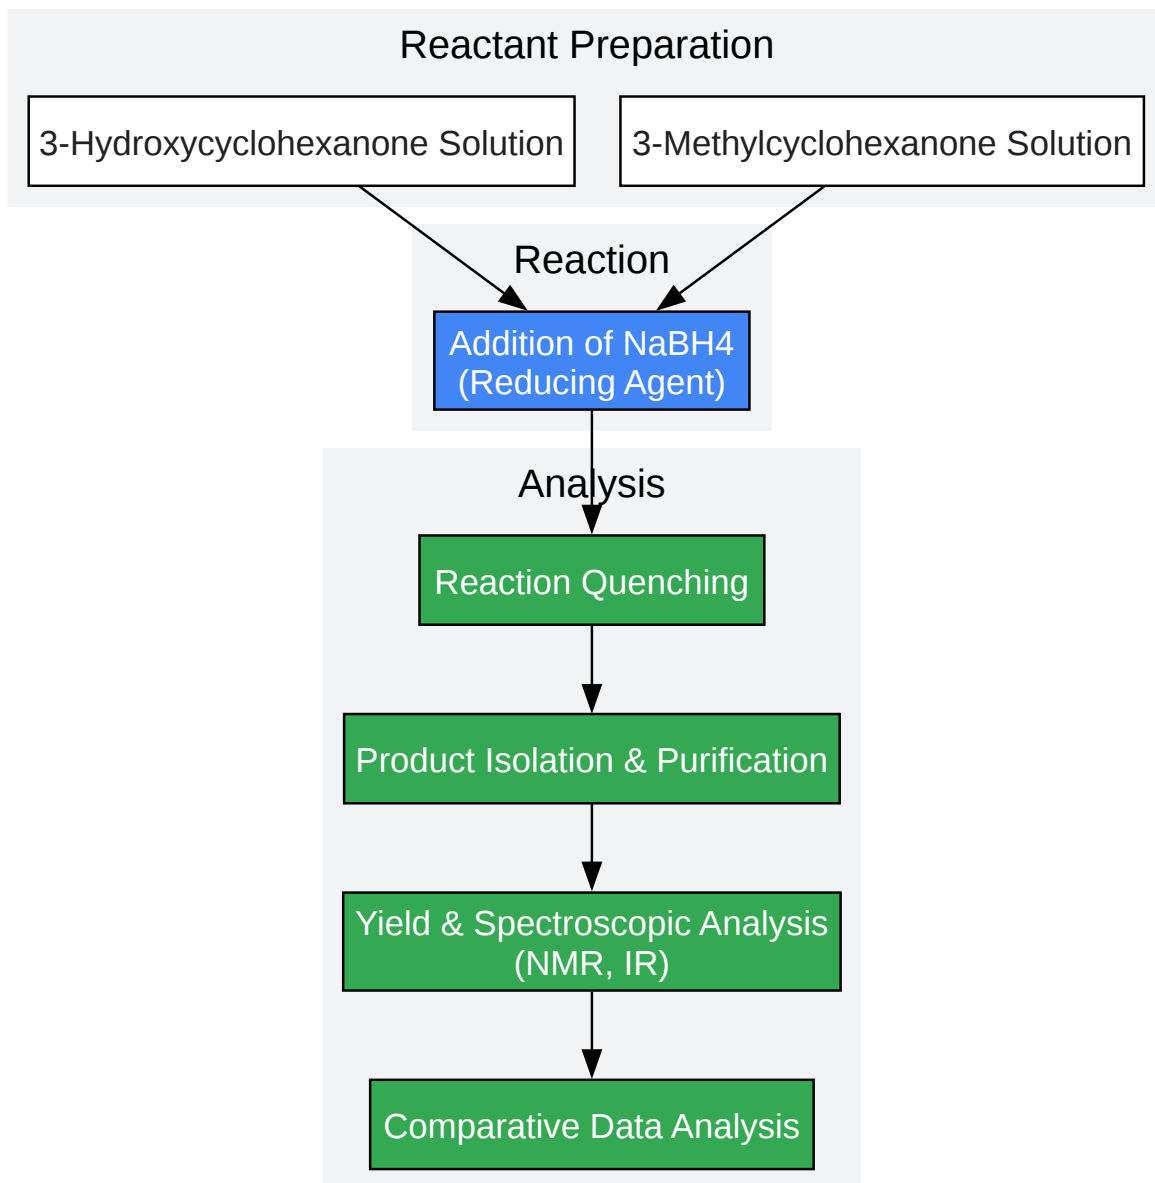 Reactant Preparation
3-Hydroxycyclohexanone Solution
3-Methylcyclohexanone Solution
Reaction
Addition of NaBH4
(Reducing Agent)
Analysis
Reaction Quenching
Product Isolation & Purification
Yield & Spectroscopic Analysis
(NMR, IR)
Comparative Data Analysis